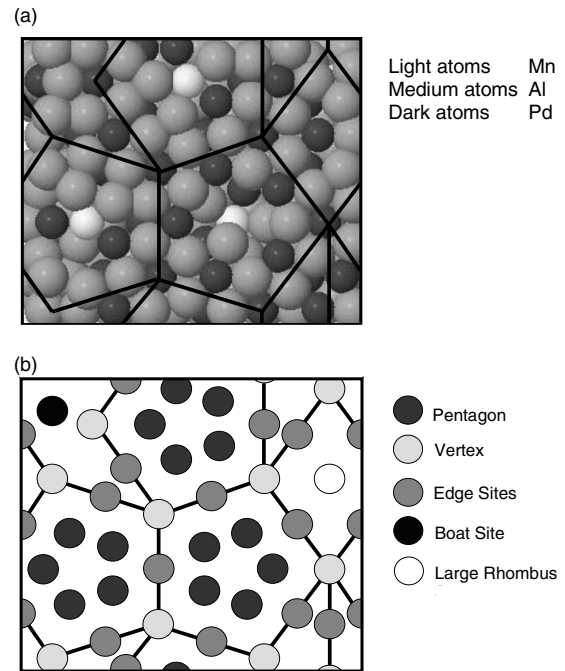 (a)
Light atoms Mn
Medium atoms Al
Dark atoms Pd
(b)
Pentagon
Vertex
Edge Sites
Boat Site
Large Rhombus